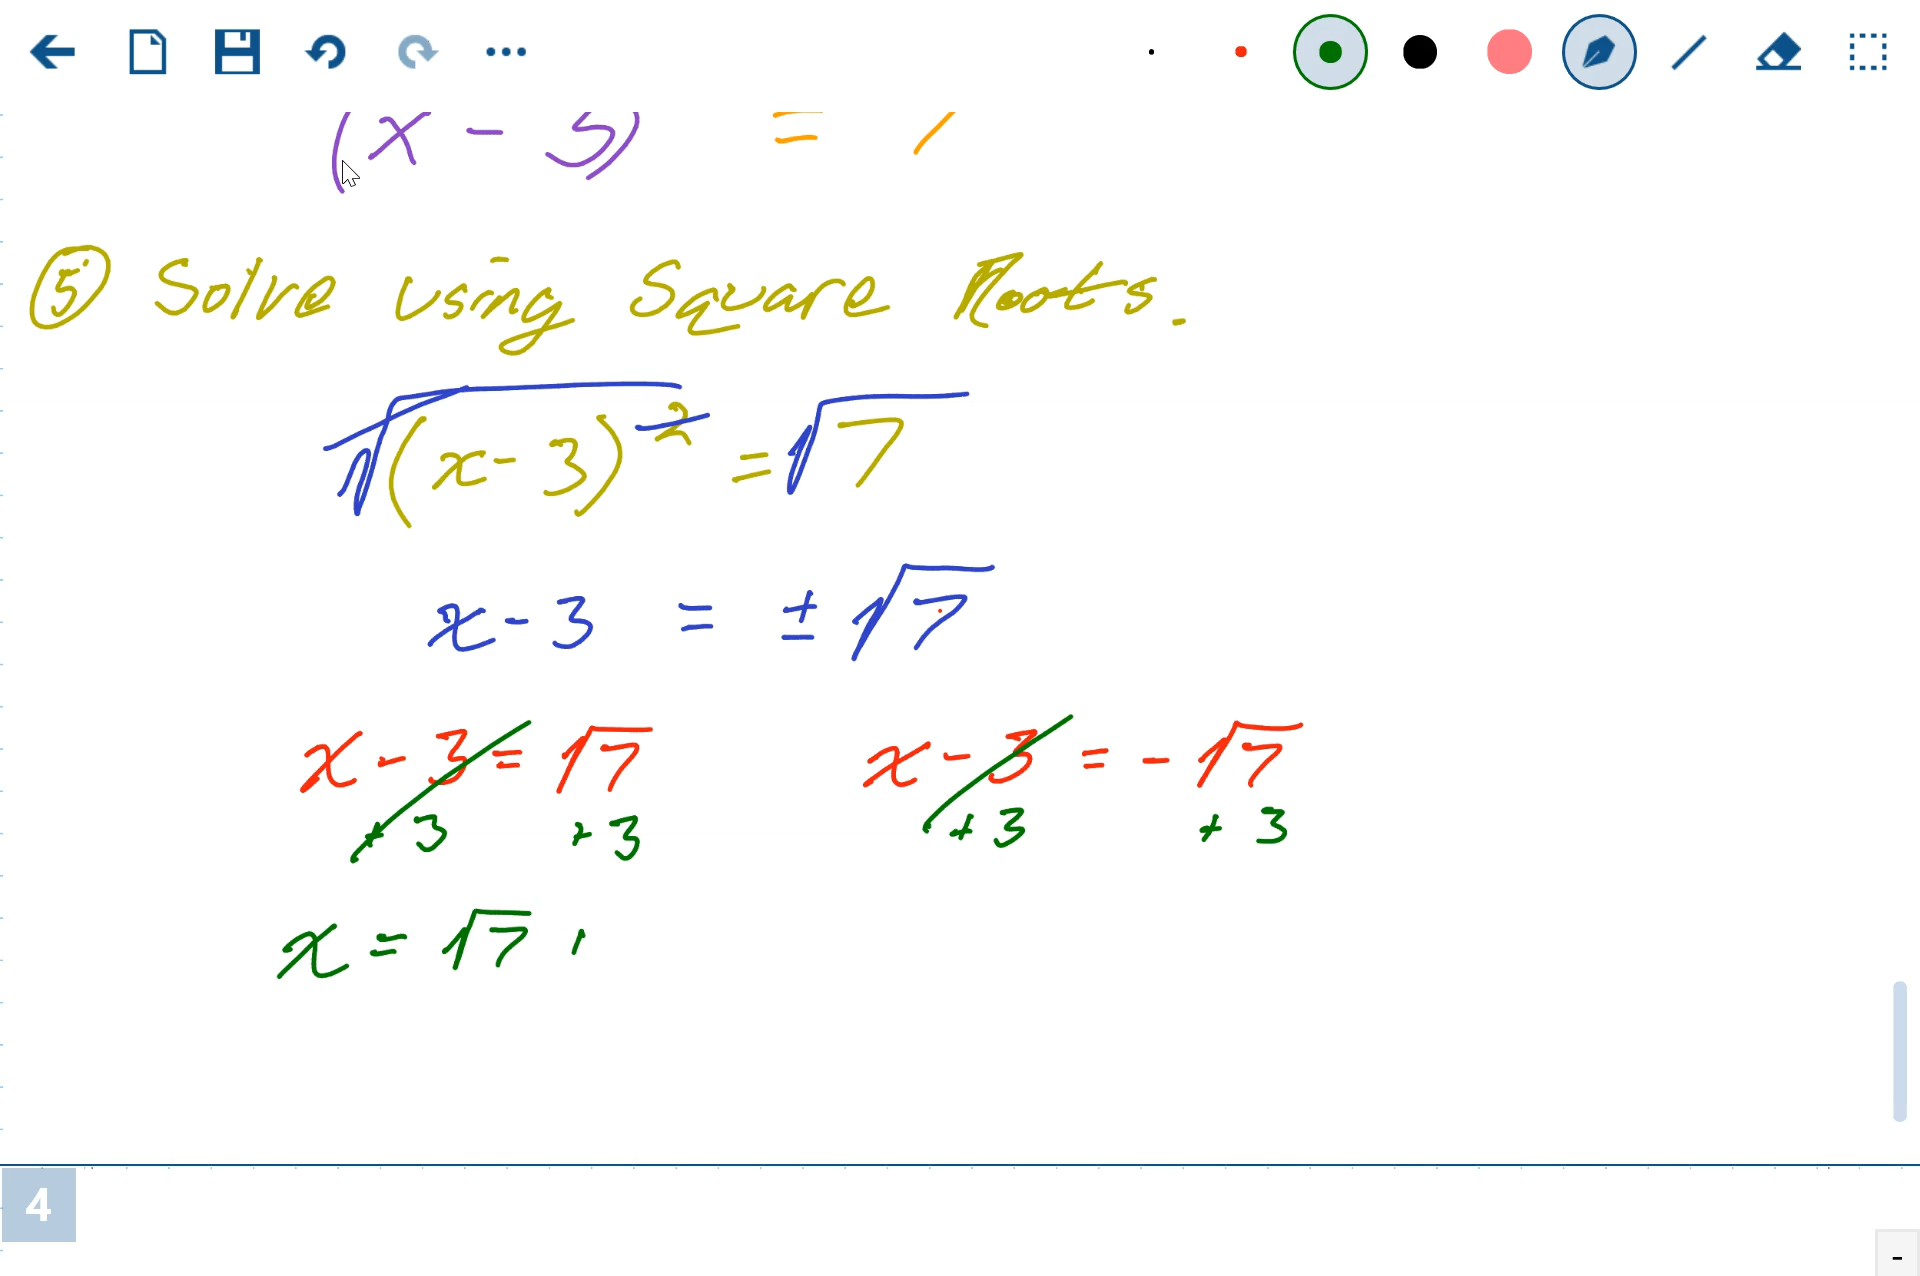 (x - 3) = 7
⑤ Solve using Square Roots.
√(x - 3)² = √7
x - 3 = ± √7
x - 3 = √7 x - 3 = - √7
+ 3 + 3 + 3 + 3
x = √7
4